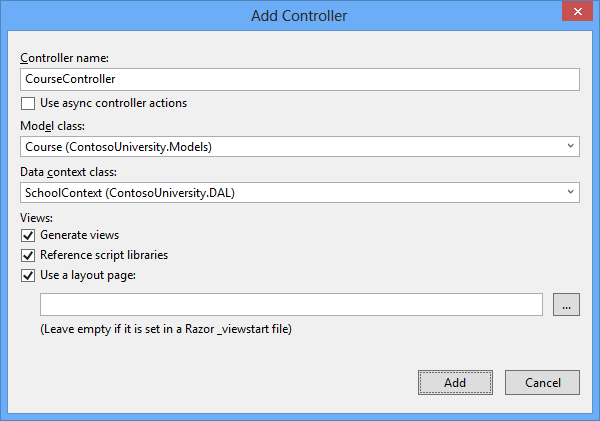 Add Controller
Controller name:
CourseController
Use async controller actions
Model class:
Course (ContosoUniversity.Models)
Data context class:
SchoolContext (ContosoUniversity.DAL)
Views:
Generate views
Reference script libraries
Use a layout page:
...
(Leave empty if it is set in a Razor _viewstart file)
Add Cancel